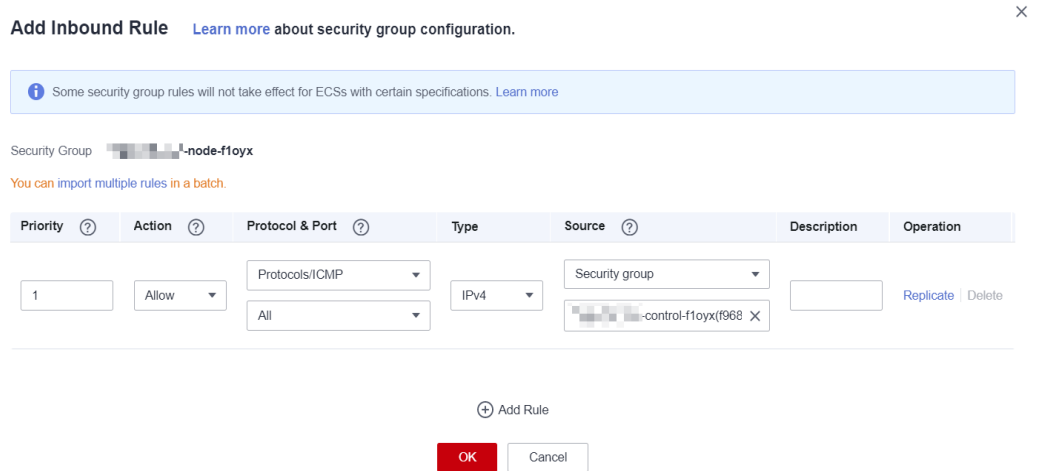 Add Inbound Rule Learn more about security group configuration.
Some security group rules will not take effect for ECSs with certain specifications. Learn more
Security Group -node-f1oyx
You can import multiple rules in a batch.
Priority ? Action ? Protocol & Port ? Type Source ? Description Operation
Protocols/ICMP Security group
1 Allow IPv4 Replicate Delete
All -control-f1oyx(f968
Add Rule
OK Cancel